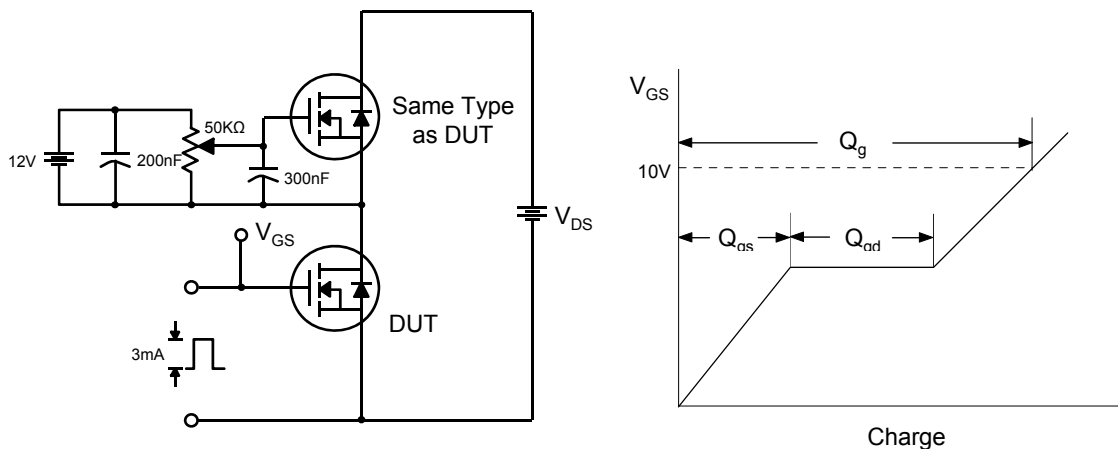 Same Type
as DUT
50KΩ
12V
200nF
300nF
V_GS
V_DS
DUT
3mA
V_GS
Q_g
10V
Q_gs
Q_gd
Charge